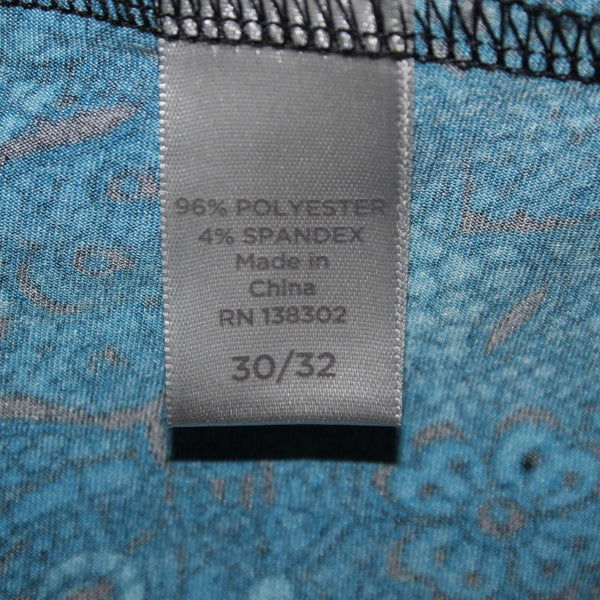 96% POLYESTER
4% SPANDEX
Made in
China
RN 138302
30/32